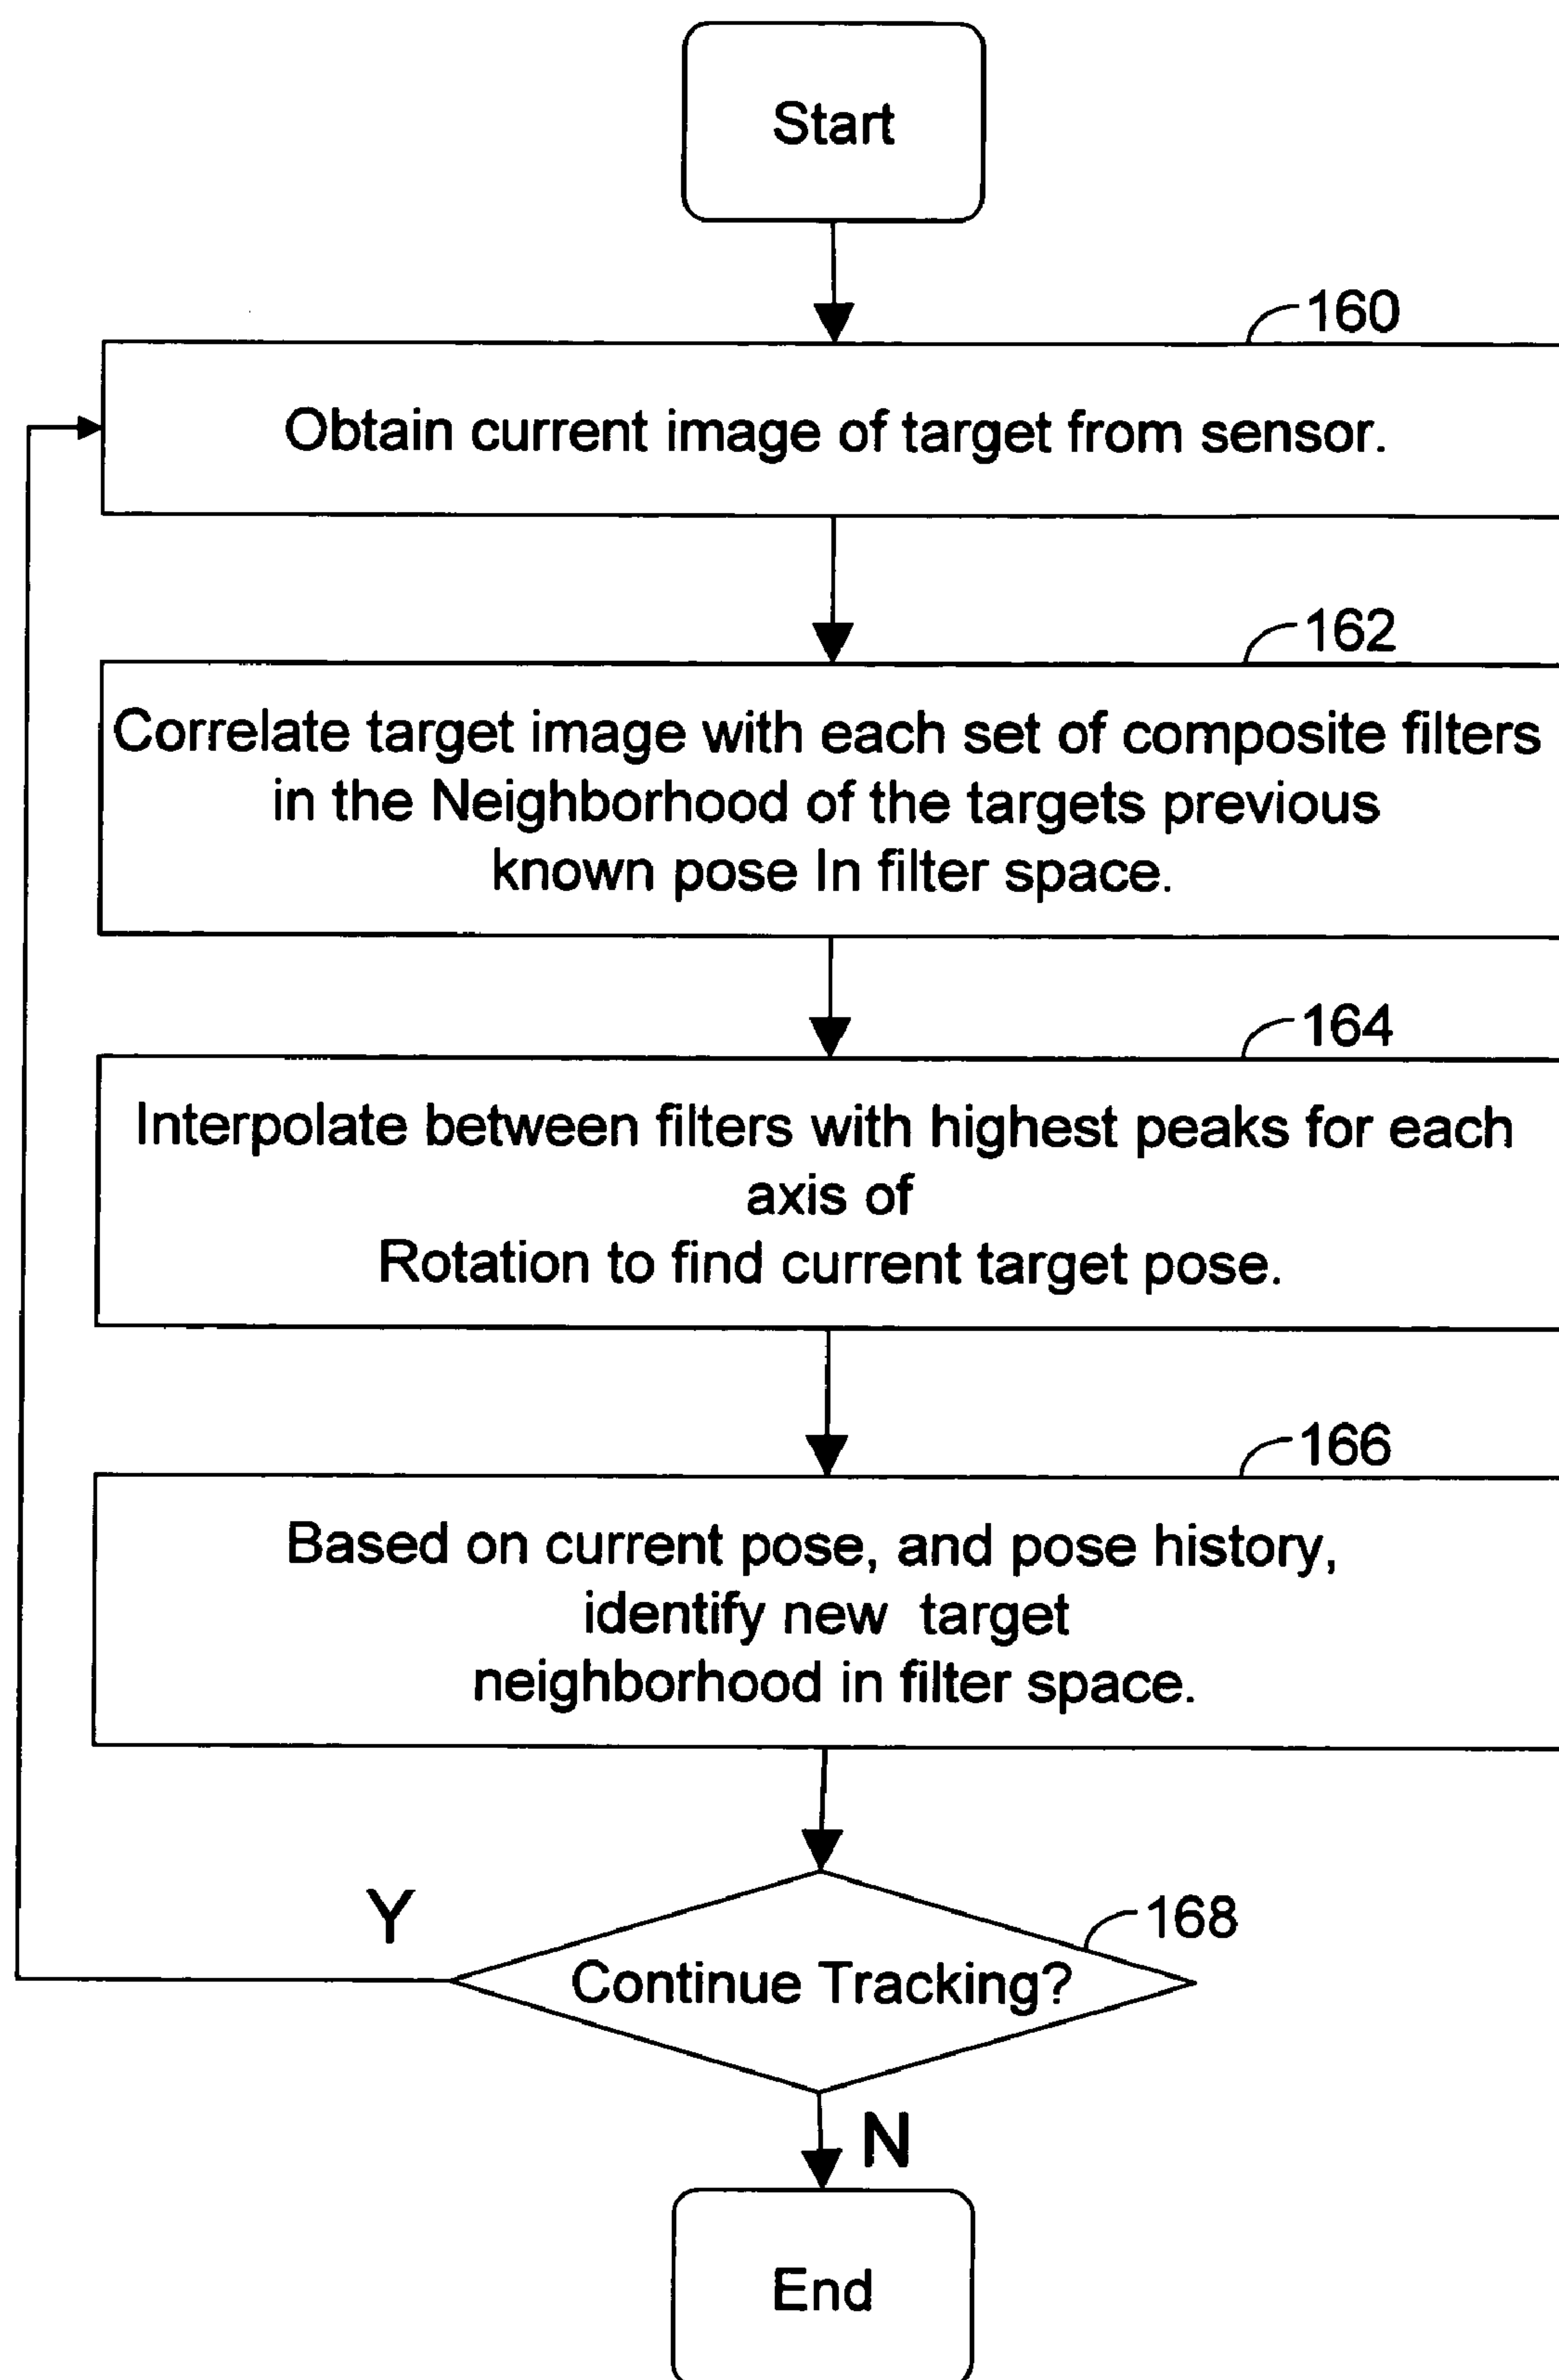 Start
160
Obtain current image of target from sensor.
162
Correlate target image with each set of composite filters
in the Neighborhood of the targets previous
known pose In filter space.
164
Interpolate between filters with highest peaks for each
axis of
Rotation to find current target pose.
166
Based on current pose, and pose history,
identify new target
neighborhood in filter space.
168
Y
Continue Tracking?
N
End